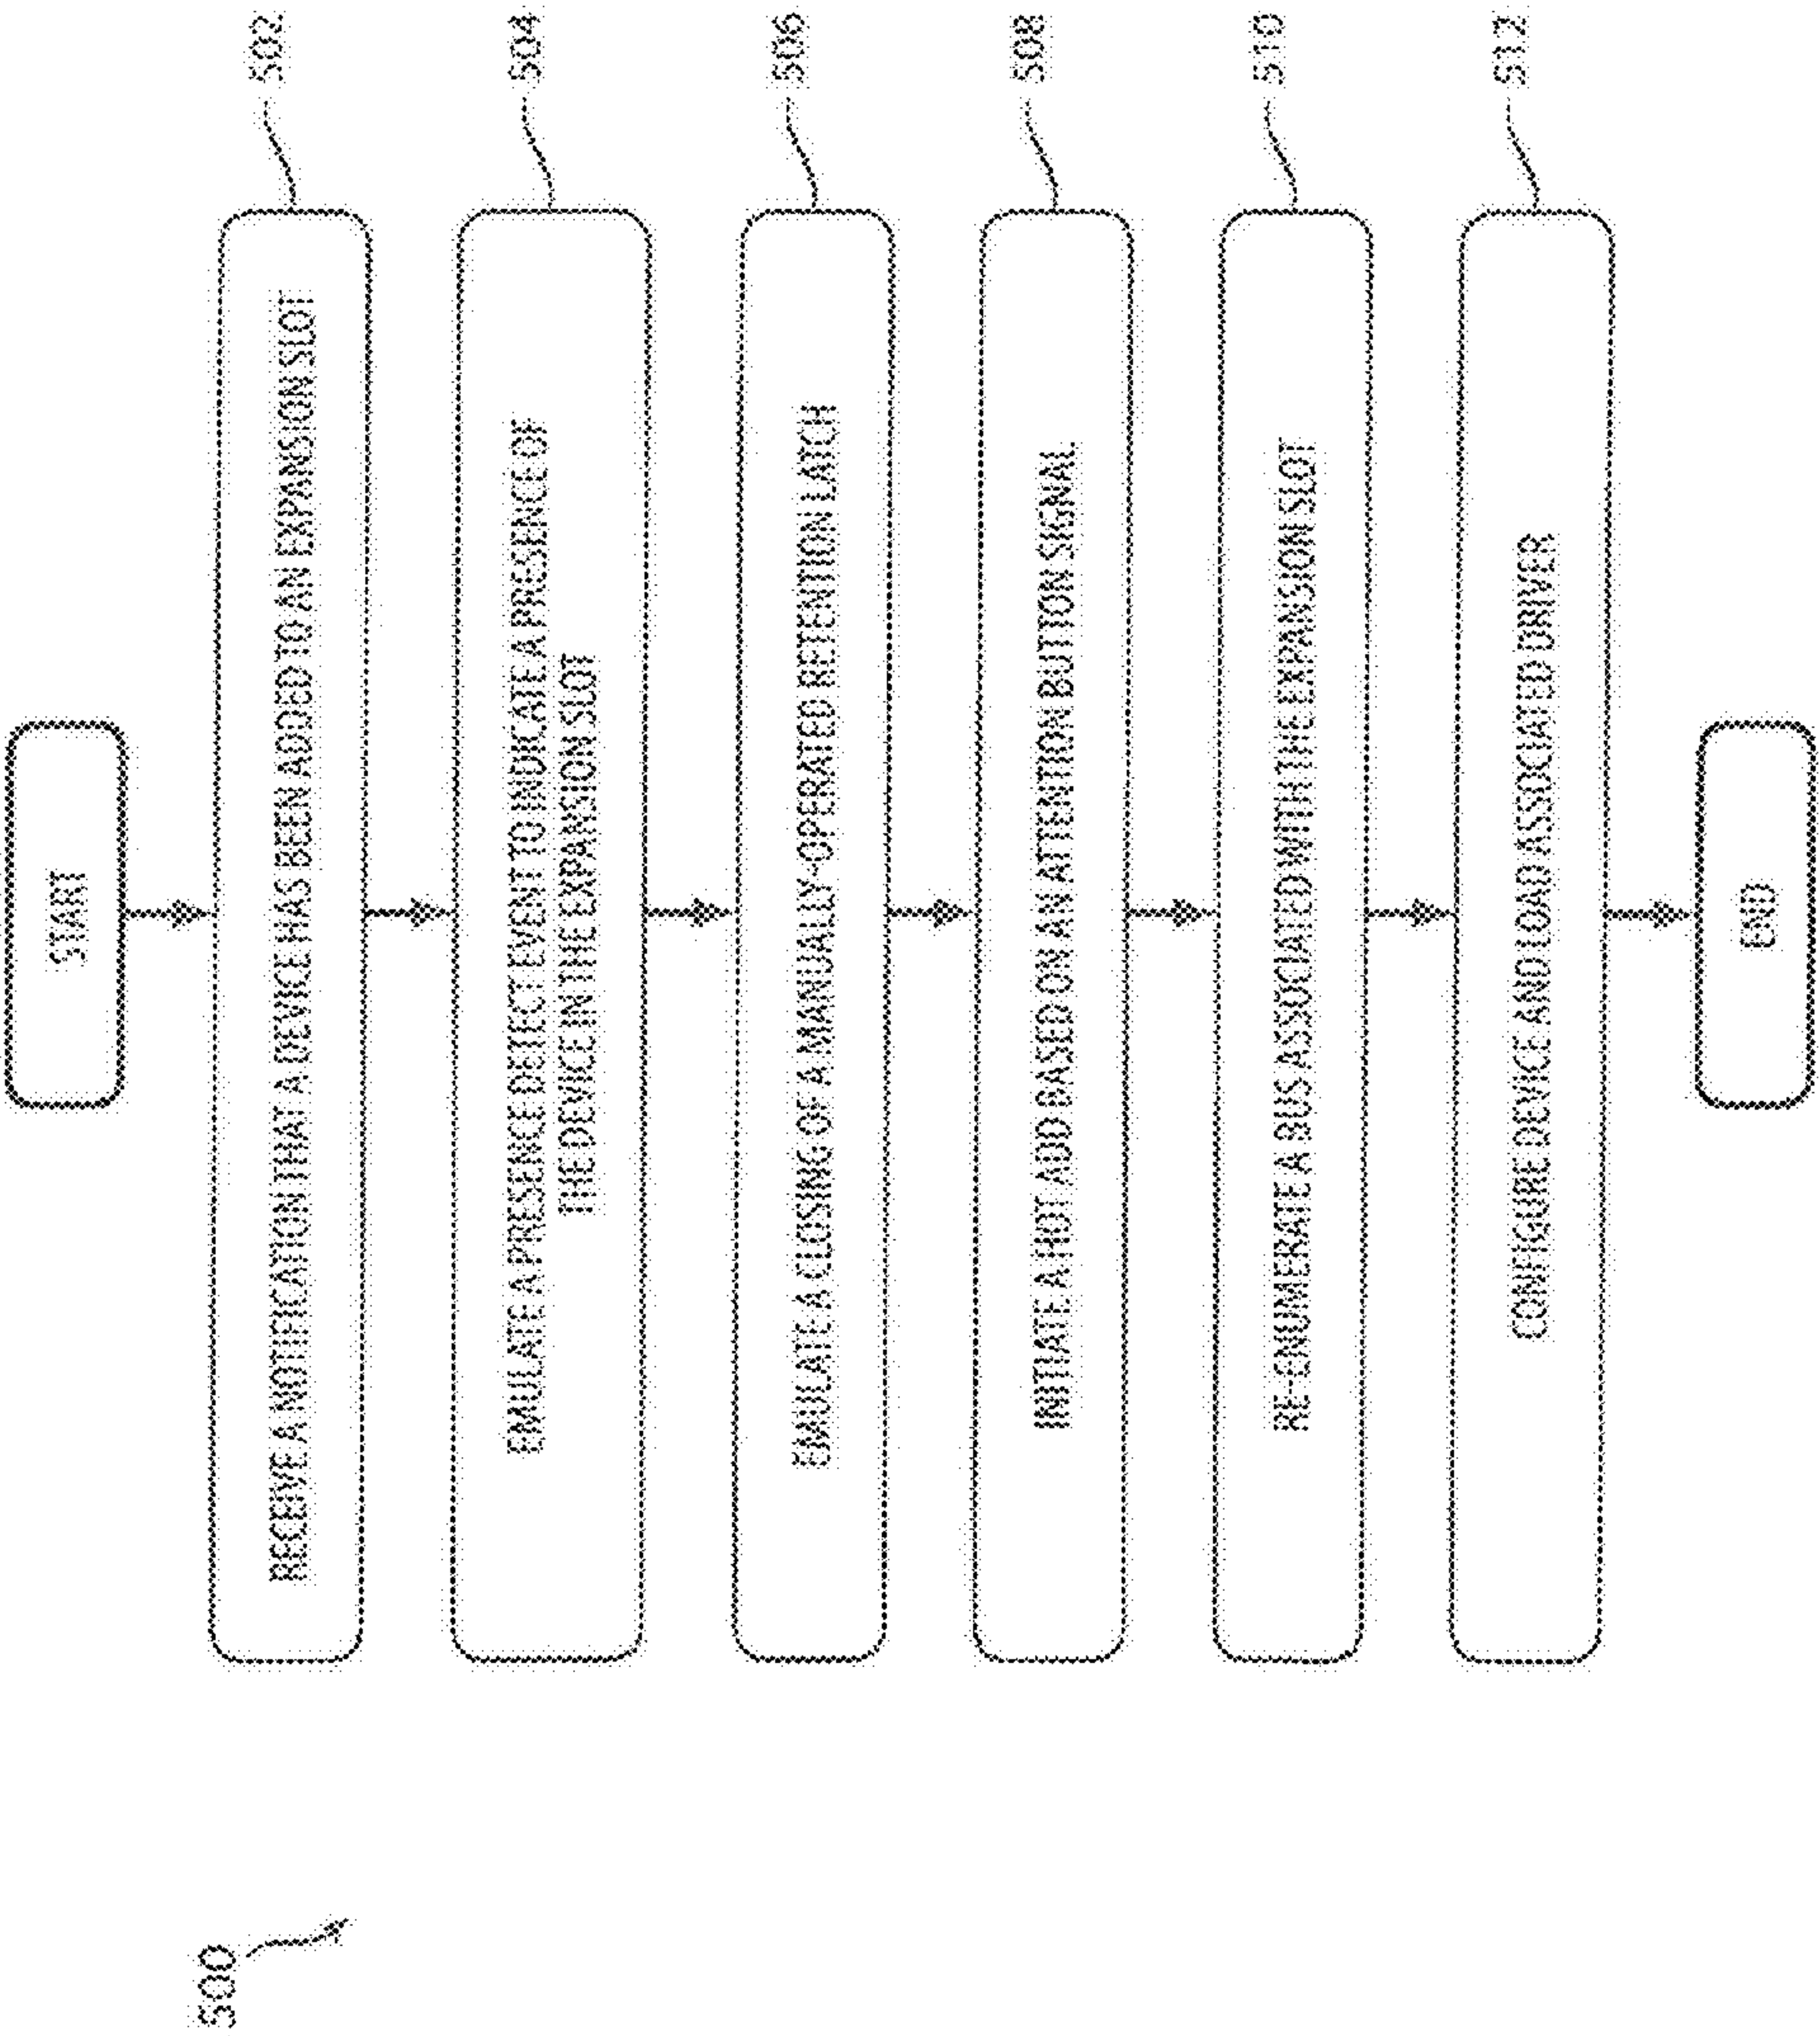 500
START
RECEIVE A NOTIFICATION THAT A DEVICE HAS BEEN ADDED TO AN EXPANSION SLOT
502
EMULATE A PRESENCE DETECT EVENT TO INDICATE A PRESENCE OF
THE DEVICE IN THE EXPANSION SLOT
504
EMULATE A CLOSING OF A MANUALLY-OPERATED RETENTION LATCH
506
INITIATE A HOT ADD BASED ON AN ATTENTION BUTTON SIGNAL
508
RE-ENUMERATE A BUS ASSOCIATED WITH THE EXPANSION SLOT
510
CONFIGURE DEVICE AND LOAD ASSOCIATED DRIVER
512
END